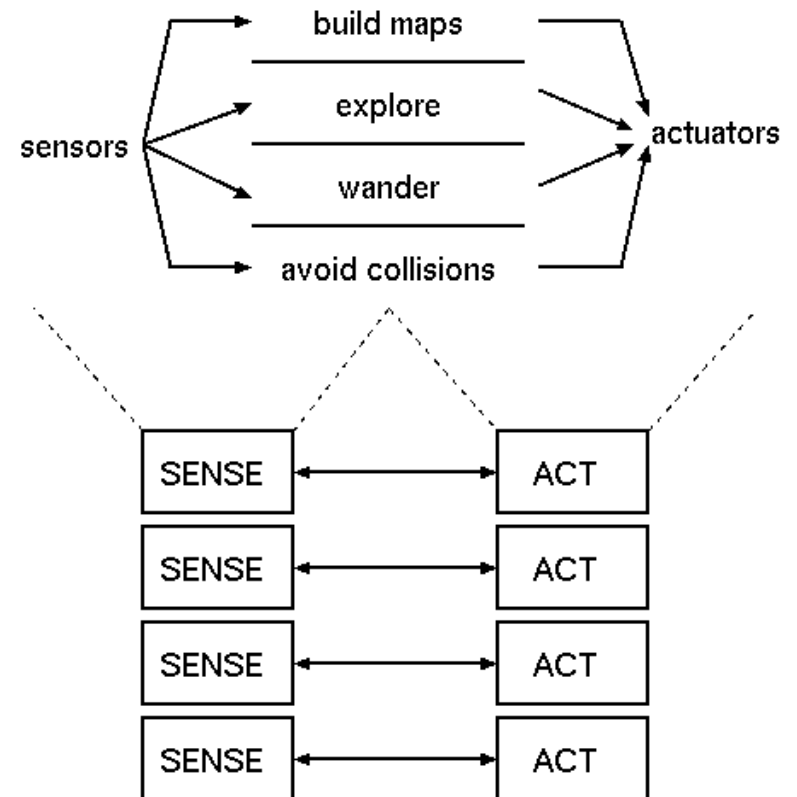 build maps
explore
sensors
actuators
wander
avoid collisions
SENSE ACT
SENSE ACT
SENSE ACT
SENSE ACT